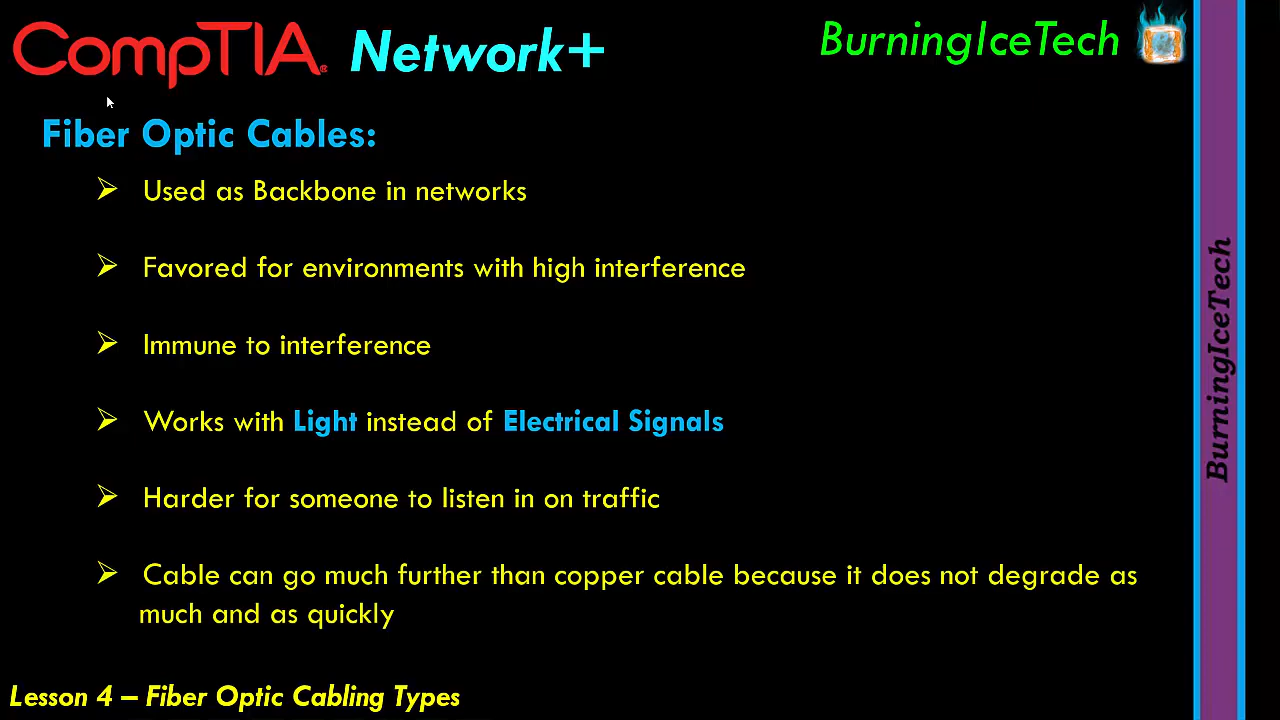 CompTIA® Network+
BurningIceTech
Fiber Optic Cables:
➢ Used as Backbone in networks
➢ Favored for environments with high interference
➢ Immune to interference
➢ Works with Light instead of Electrical Signals
➢ Harder for someone to listen in on traffic
➢ Cable can go much further than copper cable because it does not degrade as
much and as quickly
Lesson 4 – Fiber Optic Cabling Types
BurningIceTech